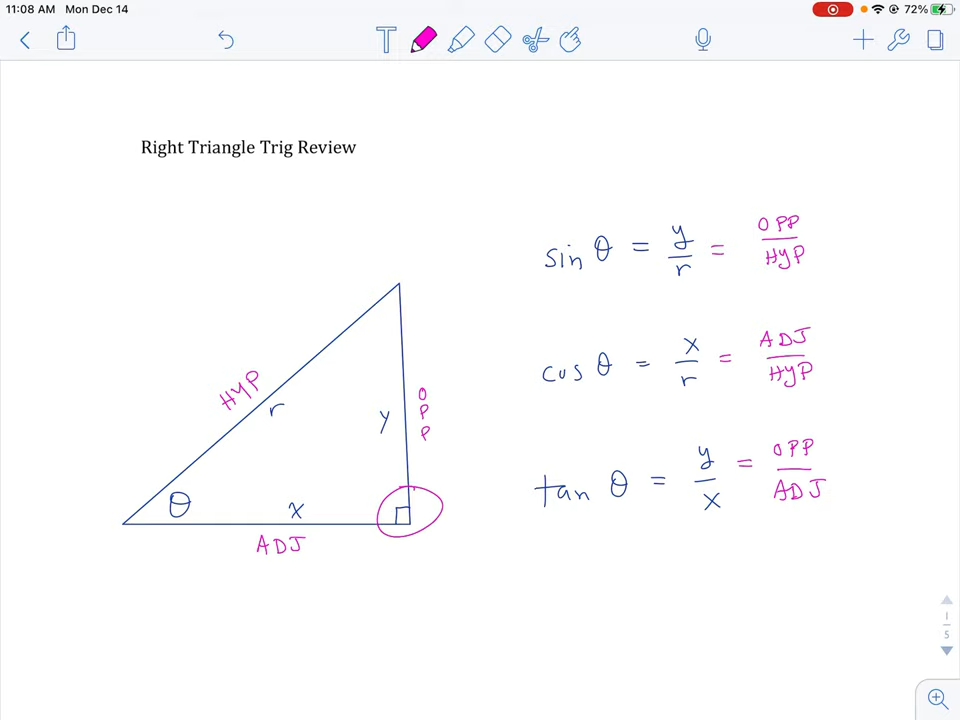 11:08 AM Mon Dec 14
72%
T
Right Triangle Trig Review
sin θ = y/r = OPP/HYP
cos θ = x/r = ADJ/HYP
tan θ = y/x = OPP/ADJ
HYP
r
y
OPP
θ
x
ADJ
1
5